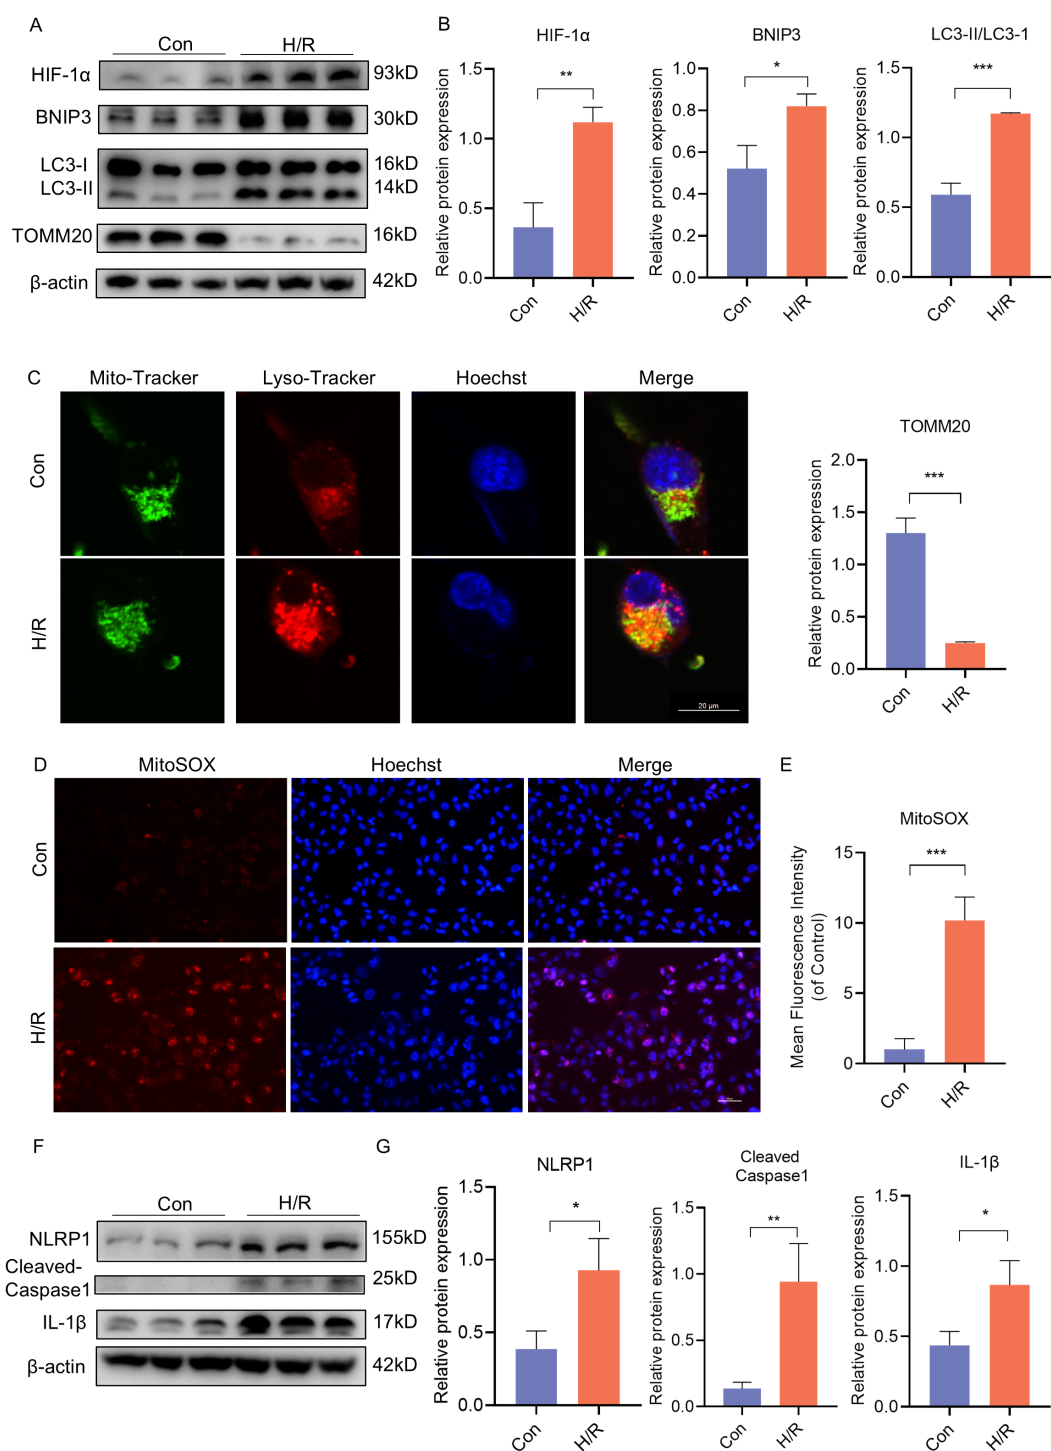 A
Con
H/R
HIF-1α
93kD
BNIP3
30kD
LC3-I
16kD
LC3-II
14kD
TOMM20
16kD
β-actin
42kD
B
HIF-1α
Relative protein expression
1.5
1.0
0.5
0.0
**
Con
H/R
BNIP3
Relative protein expression
1.0
0.8
0.6
0.4
0.2
0.0
*
Con
H/R
LC3-II/LC3-1
Relative protein expression
1.5
1.0
0.5
0.0
***
Con
H/R
C
Mito-Tracker
Lyso-Tracker
Hoechst
Merge
Con
H/R
20 μm
TOMM20
Relative protein expression
2.0
1.5
1.0
0.5
0.0
***
Con
H/R
D
MitoSOX
Hoechst
Merge
Con
H/R
E
MitoSOX
Mean Fluorescence Intensity
(of Control)
15
10
5
0
***
Con
H/R
F
Con
H/R
NLRP1
155kD
Cleaved-
Caspase1
25kD
IL-1β
17kD
β-actin
42kD
G
NLRP1
Relative protein expression
1.5
1.0
0.5
0.0
*
Con
H/R
Cleaved
Caspase1
Relative protein expression
1.5
1.0
0.5
0.0
**
Con
H/R
IL-1β
Relative protein expression
1.5
1.0
0.5
0.0
*
Con
H/R